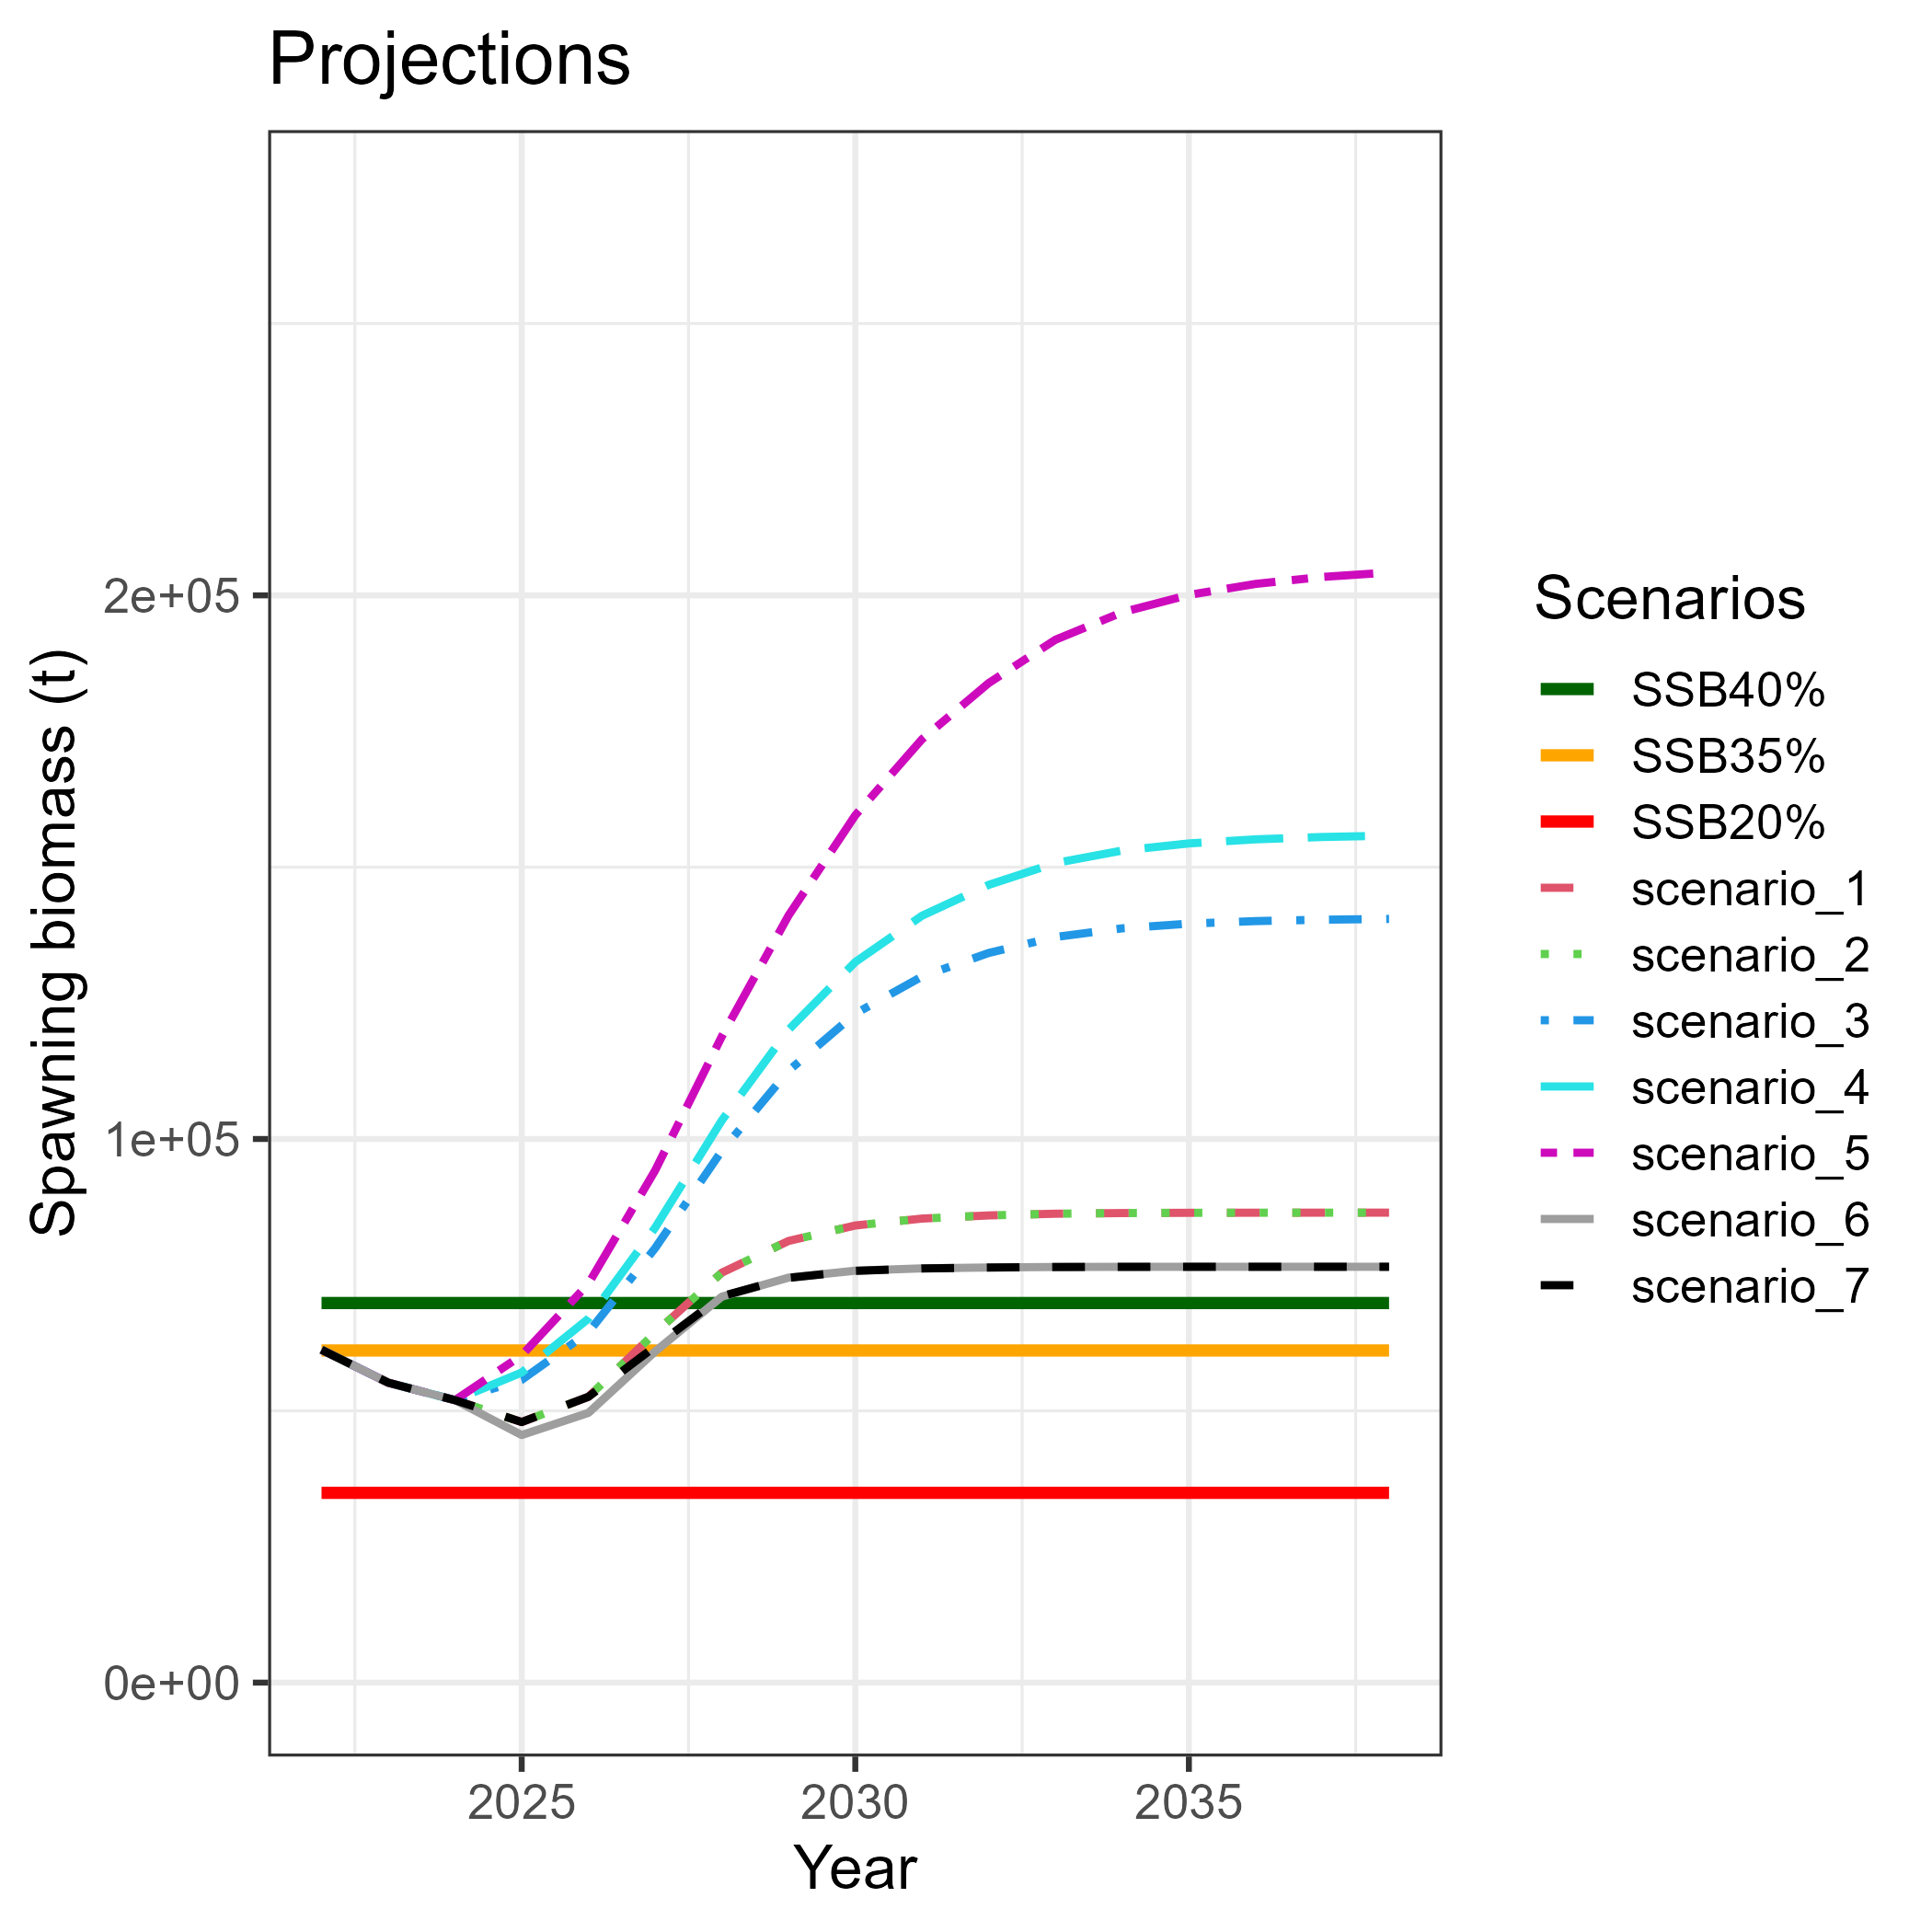 Projections
Spawning biomass (t)
2e+05
1e+05
0e+00
2025
2030
2035
Year
Scenarios
SSB40%
SSB35%
SSB20%
scenario_1
scenario_2
scenario_3
scenario_4
scenario_5
scenario_6
scenario_7